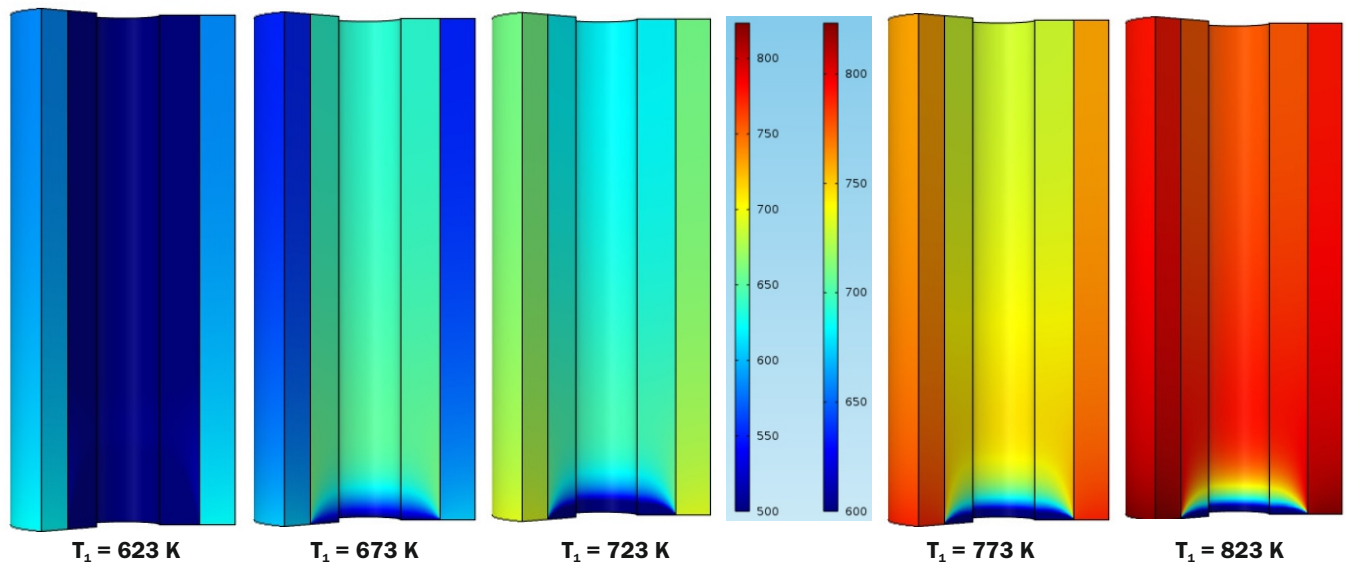 800
750
700
650
600
550
500
800
750
700
650
600
T₁ = 623 K
T₁ = 673 K
T₁ = 723 K
T₁ = 773 K
T₁ = 823 K